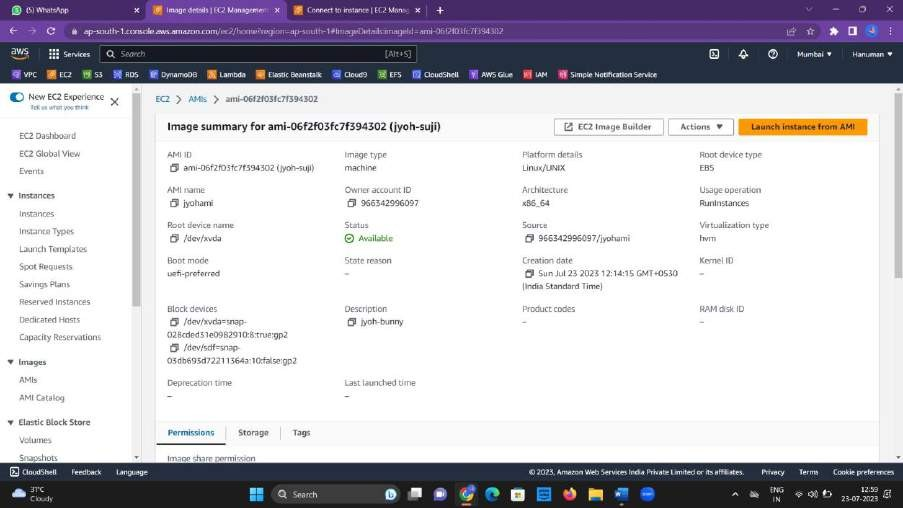 WhatsApp
Image details | EC2 Management
Connect to instance | EC2 Manag
ap-south-1.console.aws.amazon.com/ec2/home?region=ap-south-1#ImageDetails:imageId=ami-06f2f03fc7f394302
aws
Services
Search
[Alt+S]
Mumbai
Hanuman
VPC
EC2
S3
RDS
DynamoDB
Lambda
Elastic Beanstalk
Cloud9
EFS
CloudShell
AWS Glue
IAM
Simple Notification Service
New EC2 Experience
Tell us what you think
EC2 Dashboard
EC2 Global View
Events
Instances
Instances
Instance Types
Launch Templates
Spot Requests
Savings Plans
Reserved Instances
Dedicated Hosts
Capacity Reservations
Images
AMIs
AMI Catalog
Elastic Block Store
Volumes
Snapshots
EC2 > AMIs > ami-06f2f03fc7f394302
Image summary for ami-06f2f03fc7f394302 (jyoh-suji)
EC2 Image Builder
Actions
Launch instance from AMI
AMI ID
ami-06f2f03fc7f394302 (jyoh-suji)
Image type
machine
Platform details
Linux/UNIX
Root device type
EBS
AMI name
jyohami
Owner account ID
966342996097
Architecture
x86_64
Usage operation
RunInstances
Root device name
/dev/xvda
Status
Available
Source
966342996097/jyohami
Virtualization type
hvm
Boot mode
uefi-preferred
State reason
–
Creation date
Sun Jul 23 2023 12:14:15 GMT+0530
(India Standard Time)
Kernel ID
–
Block devices
/dev/xvda=snap-
028cded31e0982910:8:true:gp2
/dev/sdf=snap-
03db693d72211364a:10:false:gp2
Description
jyoh-bunny
Product codes
–
RAM disk ID
–
Deprecation time
–
Last launched time
–
Permissions
Storage
Tags
Image share permission
CloudShell
Feedback
Language
© 2023, Amazon Web Services India Private Limited or its affiliates.
Privacy
Terms
Cookie preferences
31°C
Cloudy
Search
ENG
IN
12:59
23-07-2023